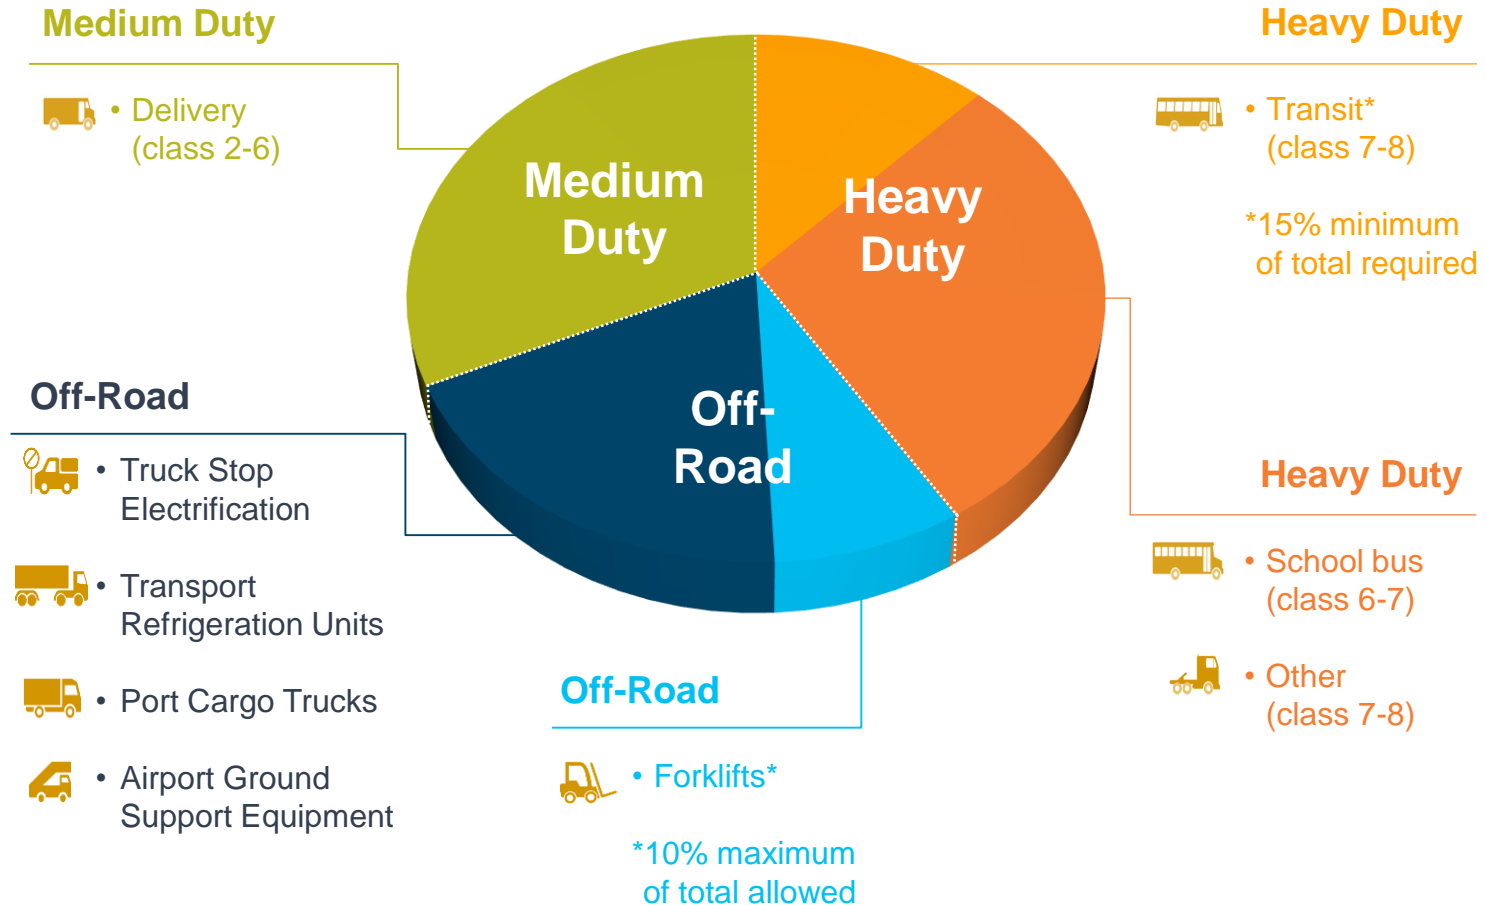 Medium Duty
• Delivery
(class 2-6)
Heavy Duty
• Transit*
(class 7-8)
*15% minimum
of total required
Medium
Duty
Heavy
Duty
Off-
Road
Off-Road
• Truck Stop
Electrification
• Transport
Refrigeration Units
• Port Cargo Trucks
• Airport Ground
Support Equipment
Off-Road
• Forklifts*
*10% maximum
of total allowed
Heavy Duty
• School bus
(class 6-7)
• Other
(class 7-8)